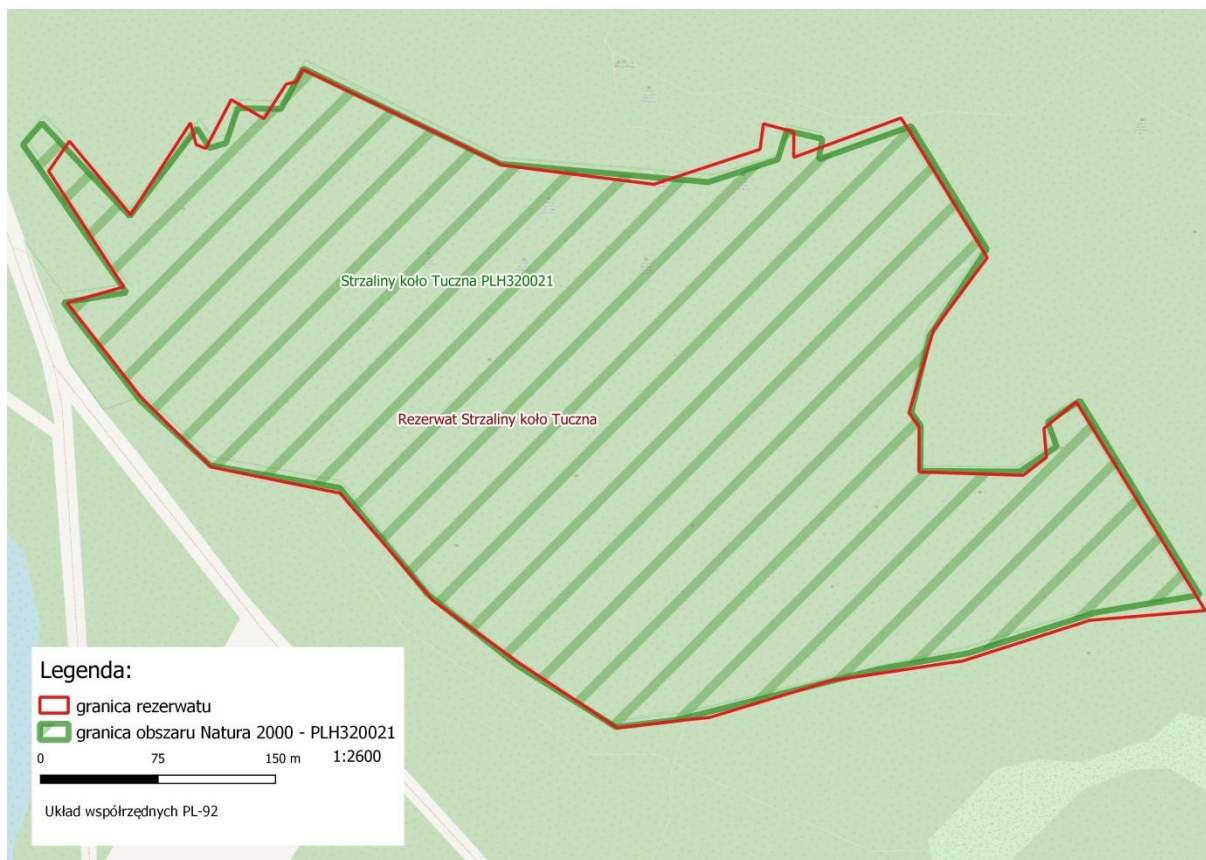 Strzaliny koło Tuczna PLH320021
Rezerwat Strzaliny koło Tuczna
Legenda:
granica rezerwatu
granica obszaru Natura 2000 - PLH320021
0 75 150 m 1:2600
Układ współrzędnych PL-92